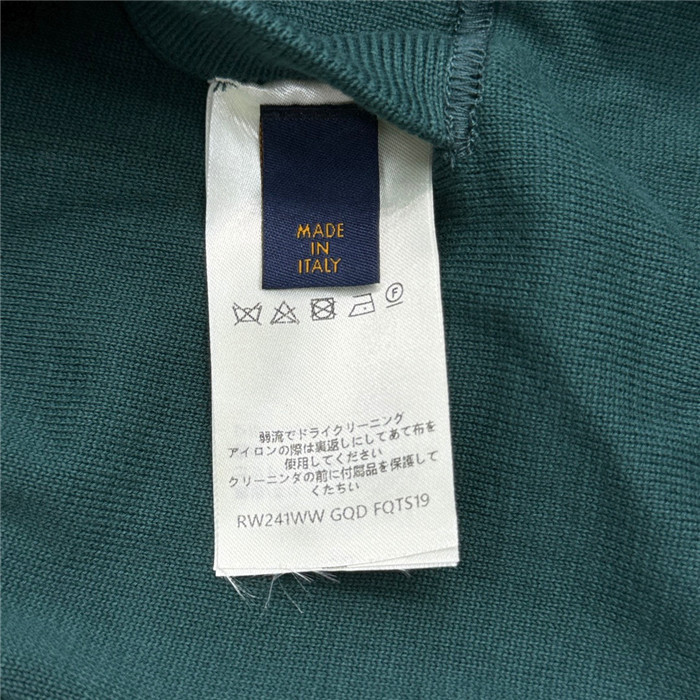 MADE
IN
ITALY
F
弱流でドライクリーニング
アイロンの際は裏返しにしてあて布を
使用してください
クリーニンダの前に付属品を保護して
くたちい
RW241WW GQD FQTS19